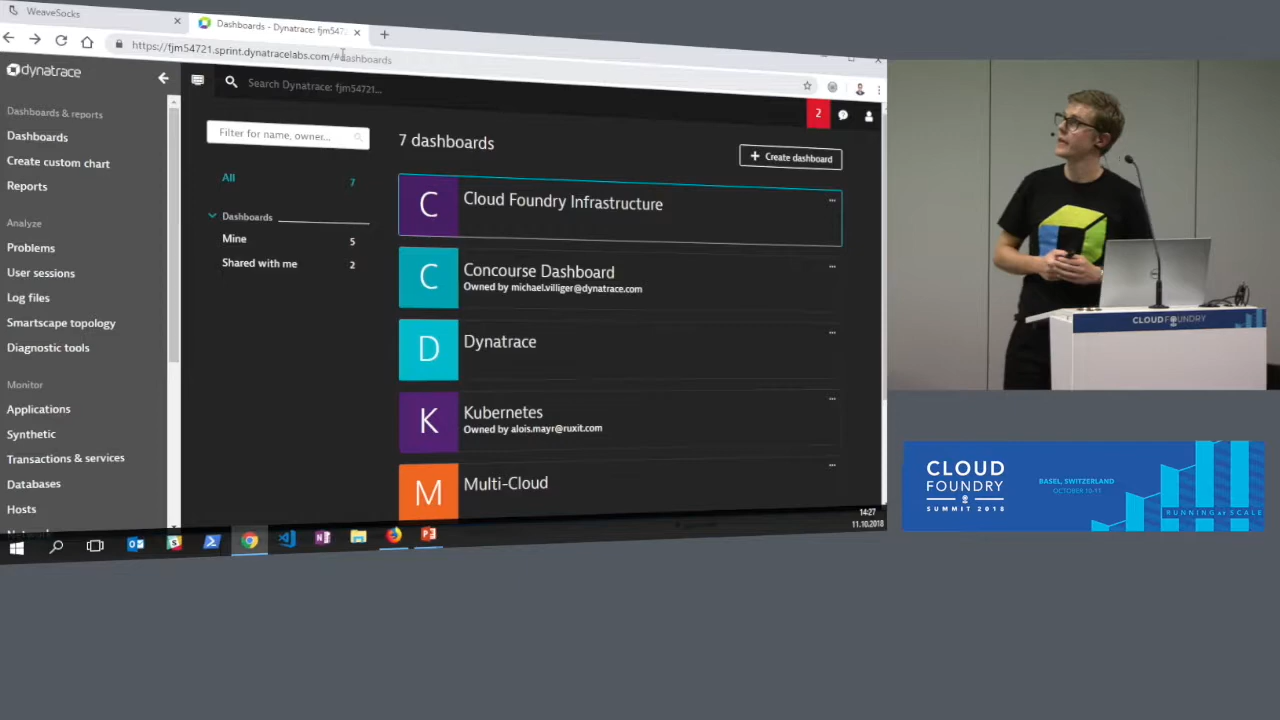 WeaveSocks
Dashboards - Dynatrace: fjm547...
https://fjm54721.sprint.dynatracelabs.com/#dashboards
dynatrace
Search Dynatrace: fjm54721...
2
Dashboards & reports
Dashboards
Create custom chart
Reports
Analyze
Problems
User sessions
Log files
Smartscape topology
Diagnostic tools
Monitor
Applications
Synthetic
Transactions & services
Databases
Hosts
Filter for name, owner...
All 7
Dashboards
Mine 5
Shared with me 2
7 dashboards
Create dashboard
C Cloud Foundry Infrastructure
C Concourse Dashboard
Owned by michael.villiger@dynatrace.com
D Dynatrace
K Kubernetes
Owned by alois.mayr@ruxit.com
M Multi-Cloud
14:27
11.10.2018
CLOUD FOUNDRY
CLOUD
FOUNDRY
SUMMIT 2018
BASEL, SWITZERLAND
OCTOBER 10-11
RUNNING at SCALE